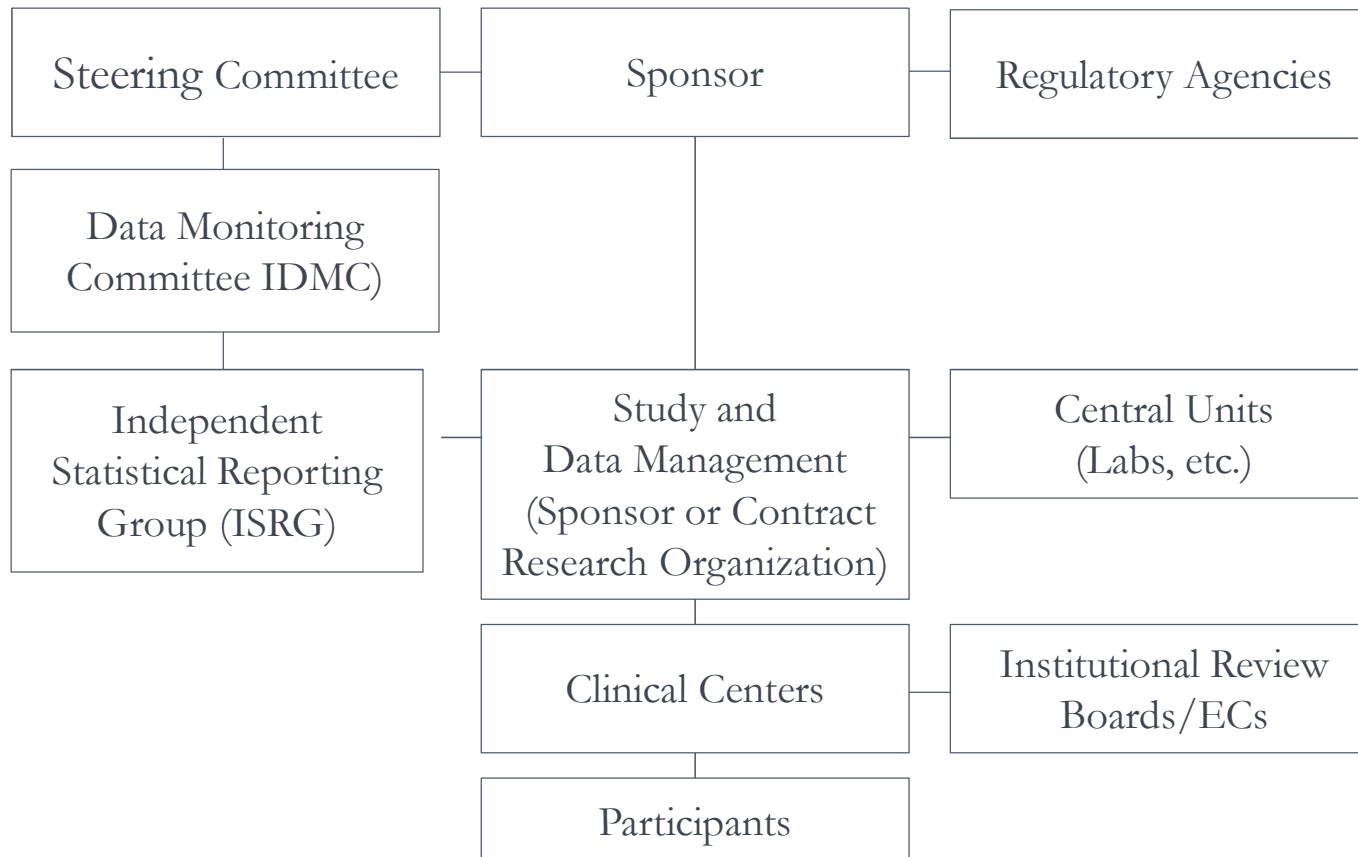 Steering Committee
Sponsor
Regulatory Agencies
Data Monitoring
Committee IDMC)
Independent
Statistical Reporting
Group (ISRG)
Study and
Data Management
(Sponsor or Contract
Research Organization)
Central Units
(Labs, etc.)
Clinical Centers
Institutional Review
Boards/ECs
Participants